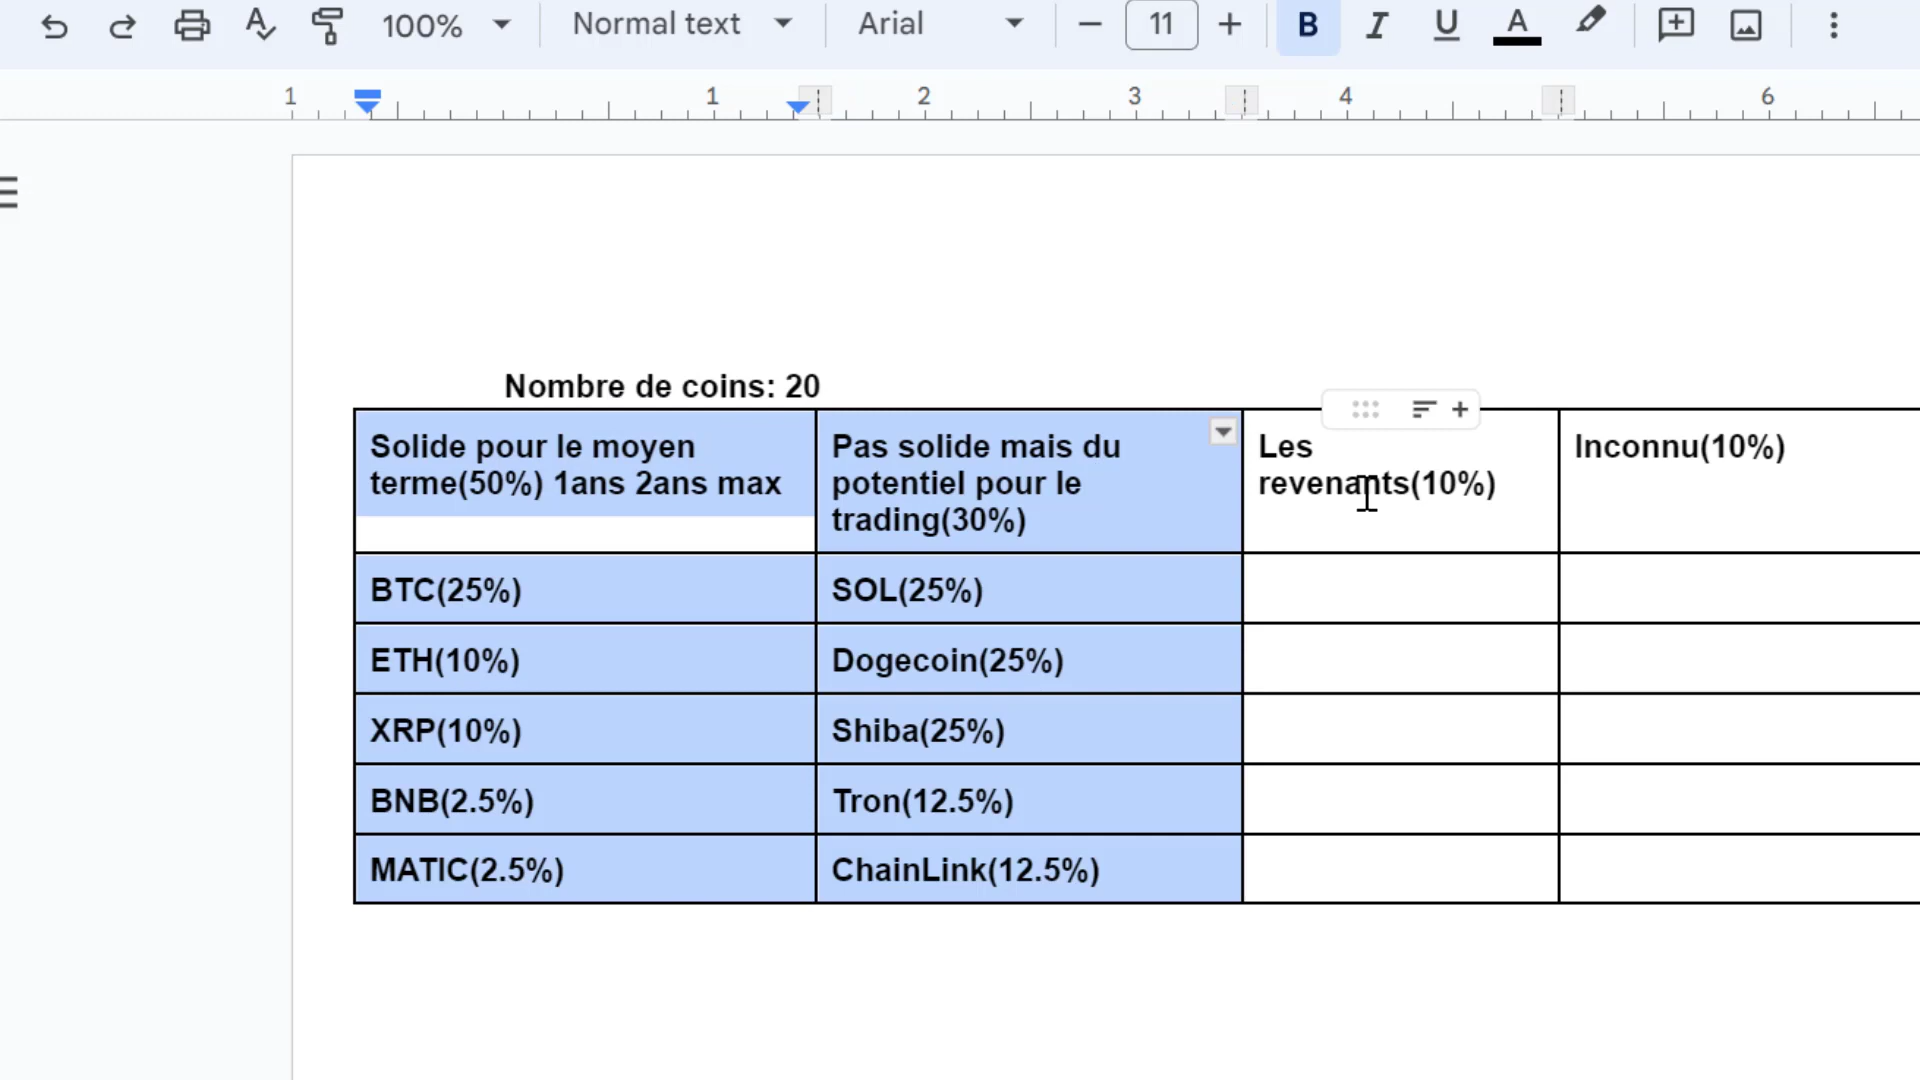 100% Normal text Arial 11 B I U A
1 1 2 3 4 6
Nombre de coins: 20
Solide pour le moyen
terme(50%) 1ans 2ans max
Pas solide mais du
potentiel pour le
trading(30%)
Les
revenants(10%)
Inconnu(10%)
BTC(25%) SOL(25%)
ETH(10%) Dogecoin(25%)
XRP(10%) Shiba(25%)
BNB(2.5%) Tron(12.5%)
MATIC(2.5%) ChainLink(12.5%)